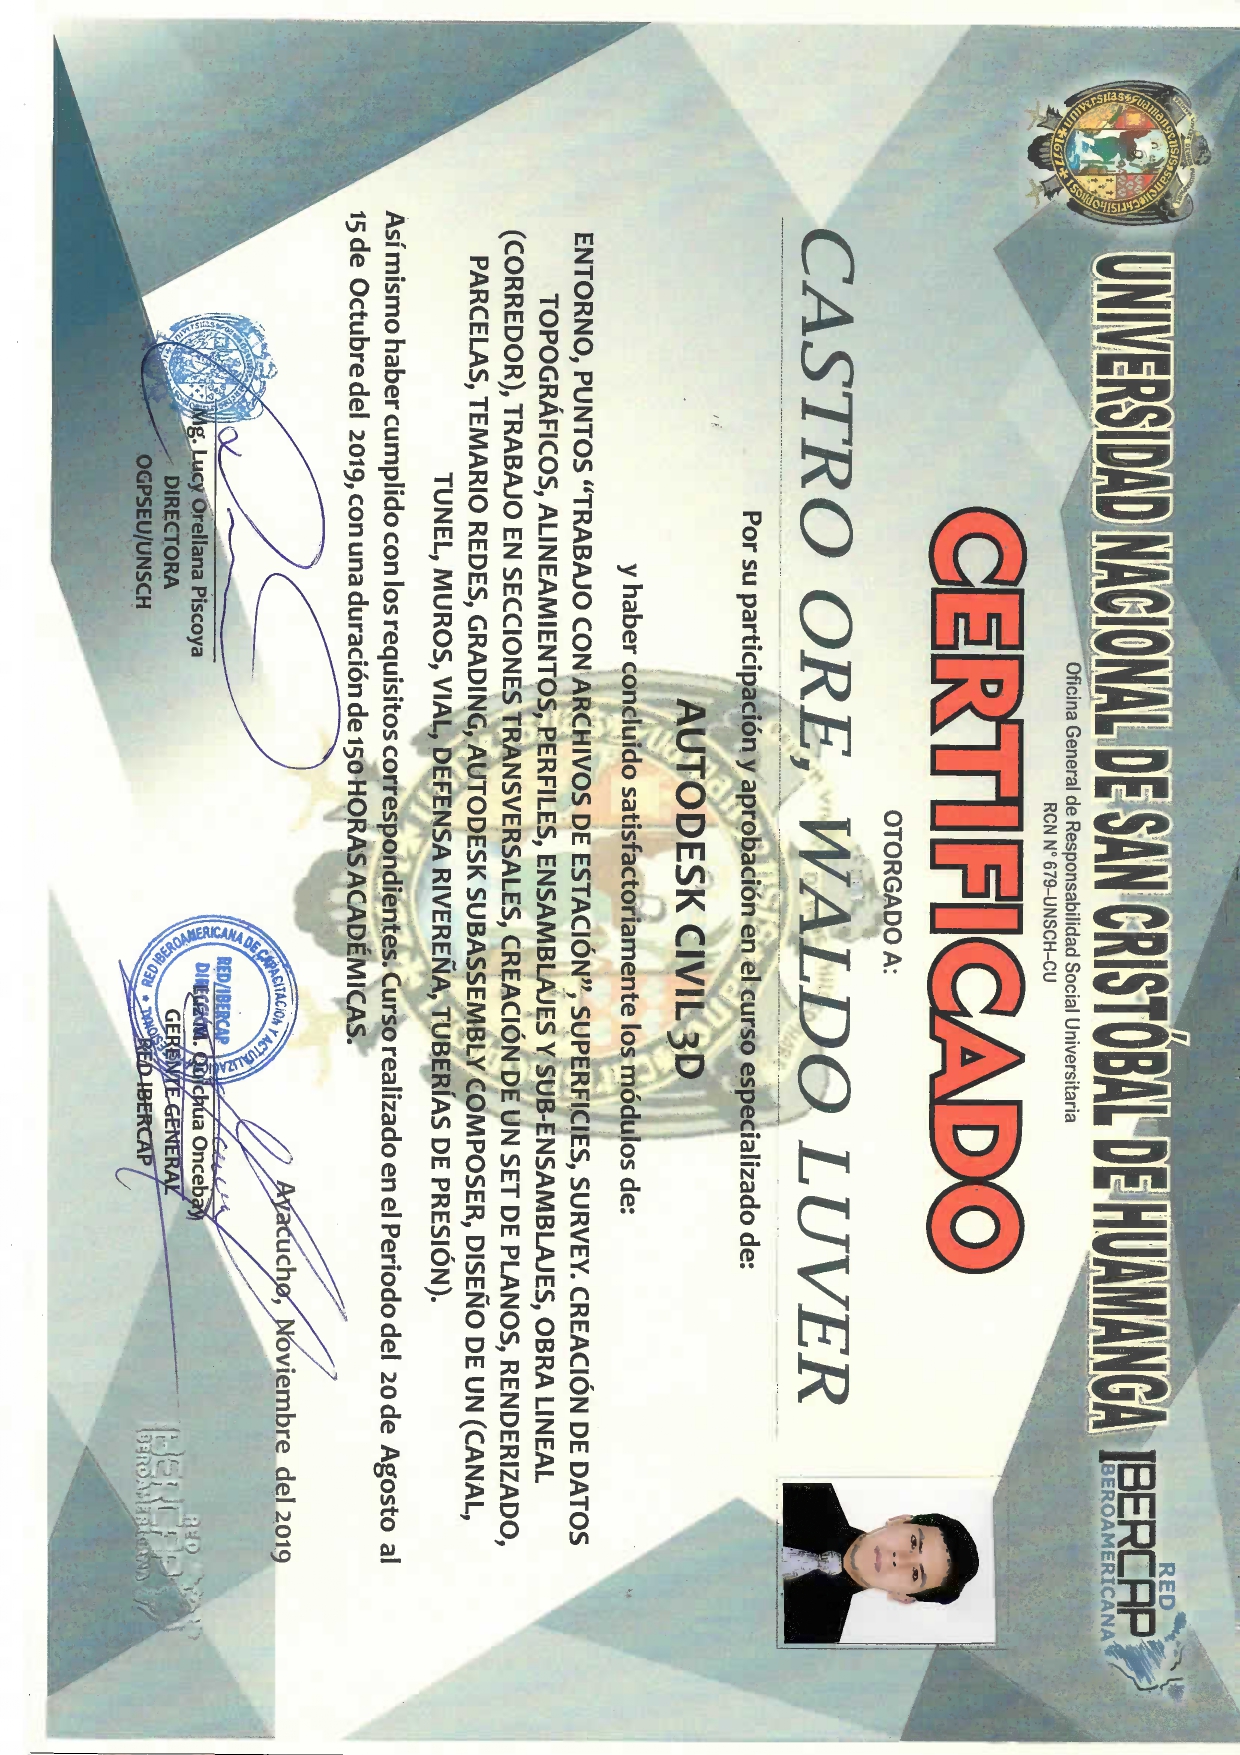 UNIVERSIDAD NACIONAL DE SAN CRISTÓBAL DE HUAMANGA
RED
IBERCAP
IBEROAMERICANA
1677
Oficina General de Responsabilidad Social Universitaria
RCN N° 679-UNSCH-CU
CERTIFICADO
OTORGADO A:
CASTRO ORE, WALDO LUVER
Por su participación y aprobación en el curso especializado de:
AUTODESK CIVIL 3D
y haber concluido satisfactoriamente los módulos de:
ENTORNO, PUNTOS “TRABAJO CON ARCHIVOS DE ESTACIÓN”, SUPERFICIES, SURVEY. CREACIÓN DE DATOS
TOPOGRÁFICOS, ALINEAMIENTOS, PERFILES, ENSAMBLAJES Y SUB-ENSAMBLAJES, OBRA LINEAL
(CORREDOR), TRABAJO EN SECCIONES TRANSVERSALES, CREACIÓN DE UN SET DE PLANOS, RENDERIZADO,
PARCELAS, TEMARIO REDES, GRADING, AUTODESK SUBASSEMBLY COMPOSER, DISEÑO DE UN (CANAL,
TUNEL, MUROS, VIAL, DEFENSA RIVEREÑA, TUBERÍAS DE PRESIÓN).
Así mismo haber cumplido con los requisitos correspondientes. Curso realizado en el Periodo del 20 de Agosto al
15 de Octubre del 2019, con una duración de 150 HORAS ACADÉMICAS.
Ayacucho, Noviembre del 2019
Mg. Lucy Orellana Piscoya
DIRECTORA
OGPSEU/UNSCH
RED IBEROAMERICANA DE CAPACITACION Y
RED/IBERCAP
DIRECCIÓN
Luz M. Quichua Oncebay
GERENTE GENERAL
RED IBERCAP
RED
IBERCAP
IBEROAMERICANA